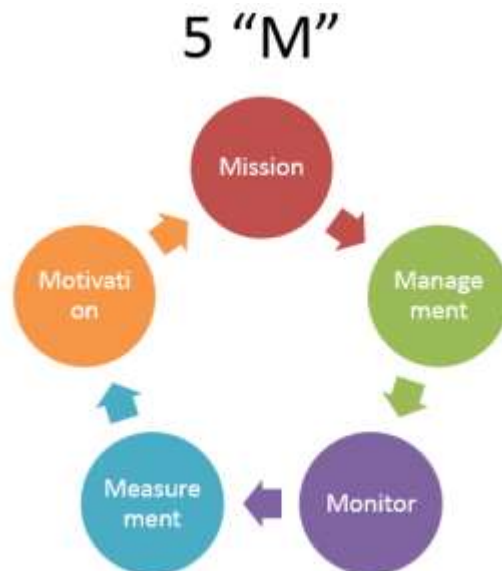 5 “M”
Mission
Manage
ment
Monitor
Measure
ment
Motivati
on